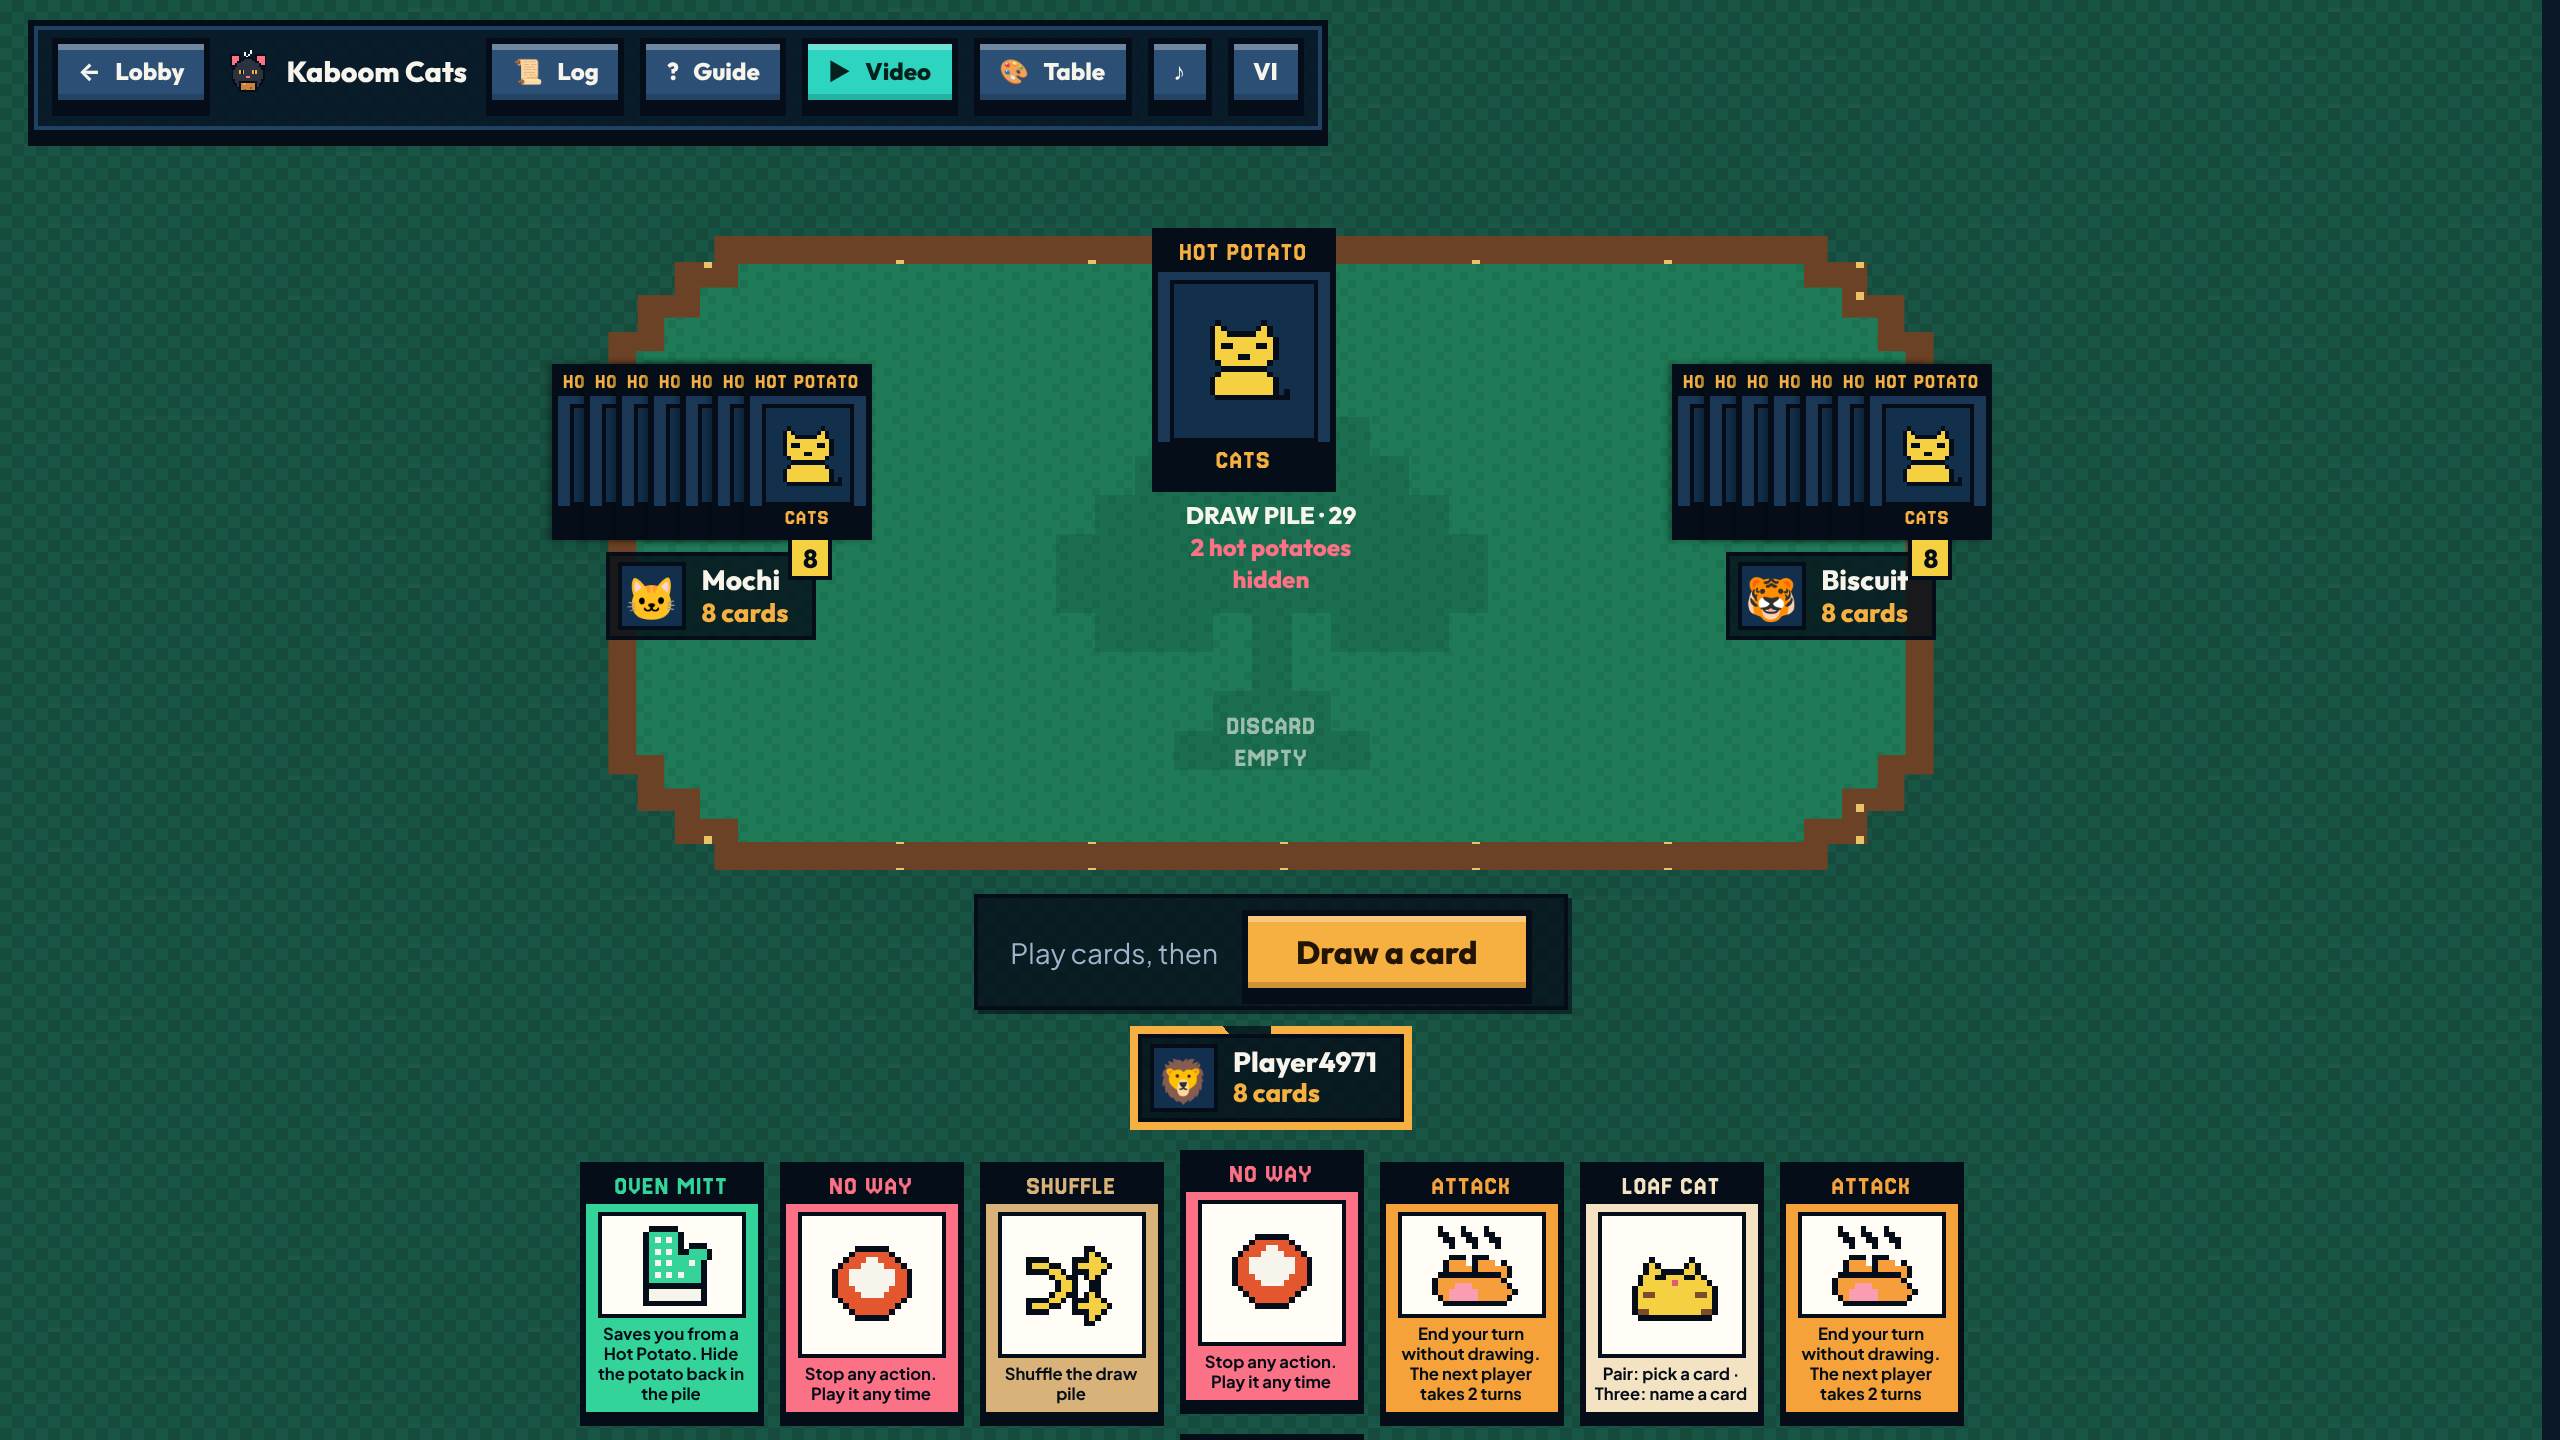 ← Lobby
Kaboom Cats
Log
? Guide
Video
Table
♪
VI
HOT POTATO
CATS
DRAW PILE · 29
2 hot potatoes
hidden
HO HO HO HO HO HO HOT POTATO
CATS
8
Mochi
8 cards
HO HO HO HO HO HO HOT POTATO
CATS
8
Biscuit
8 cards
DISCARD
EMPTY
Play cards, then
Draw a card
Player4971
8 cards
OVEN MITT
Saves you from a
Hot Potato. Hide
the potato back in
the pile
NO WAY
Stop any action.
Play it any time
SHUFFLE
Shuffle the draw
pile
NO WAY
Stop any action.
Play it any time
ATTACK
End your turn
without drawing.
The next player
takes 2 turns
LOAF CAT
Pair: pick a card ·
Three: name a card
ATTACK
End your turn
without drawing.
The next player
takes 2 turns